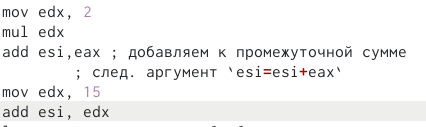 mov edx, 2
mul edx
add esi,eax ; добавляем к промежуточной сумме
; след. аргумент `esi=esi+eax`
mov edx, 15
add esi, edx